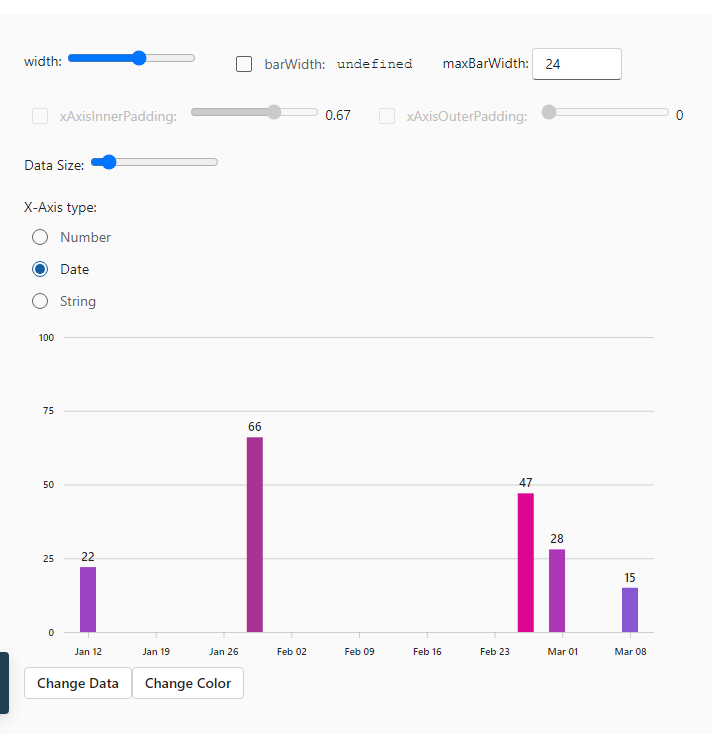 width: barWidth: undefined maxBarWidth: 24
xAxisInnerPadding: 0.67 xAxisOuterPadding: 0
Data Size:
X-Axis type:
Number
Date
String
100
75
66
50
47
28
25
22
15
0
Jan 12 Jan 19 Jan 26 Feb 02 Feb 09 Feb 16 Feb 23 Mar 01 Mar 08
Change Data Change Color